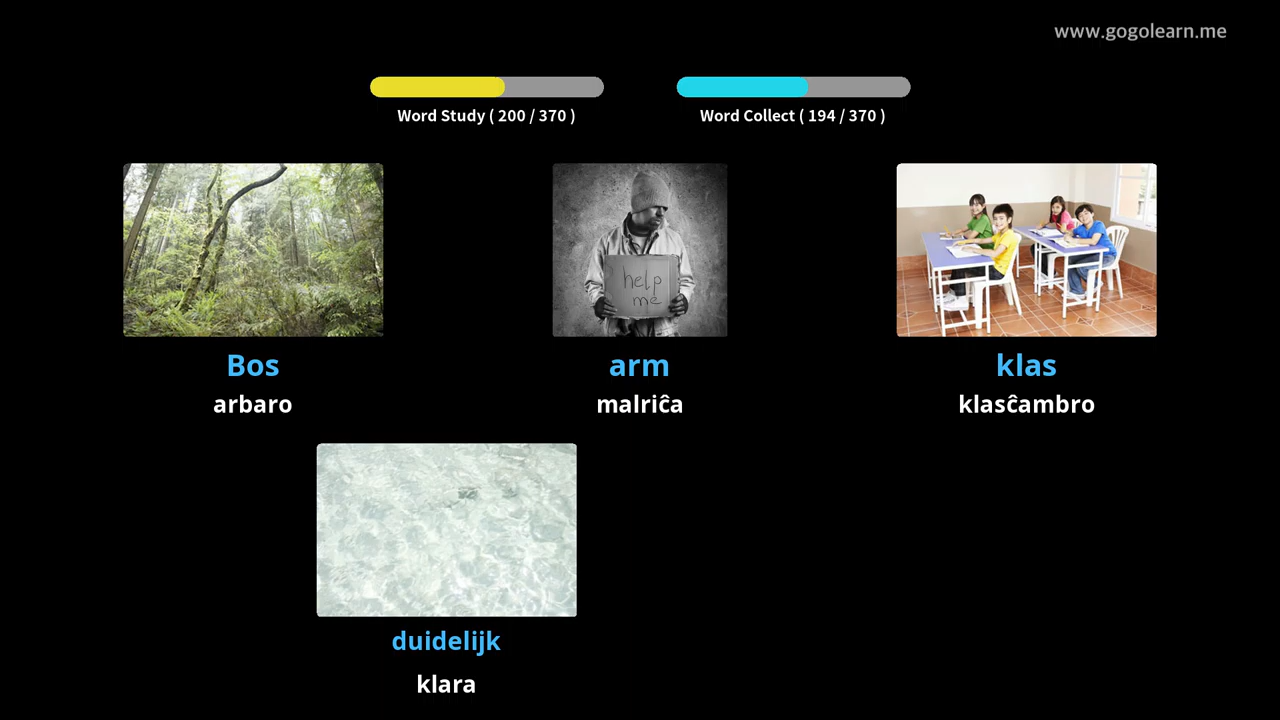 www.gogolearn.me
Word Study ( 200 / 370 )
Word Collect ( 194 / 370 )
help
me
Bos
arbaro
arm
malriĉa
klas
klasĉambro
duidelijk
klara